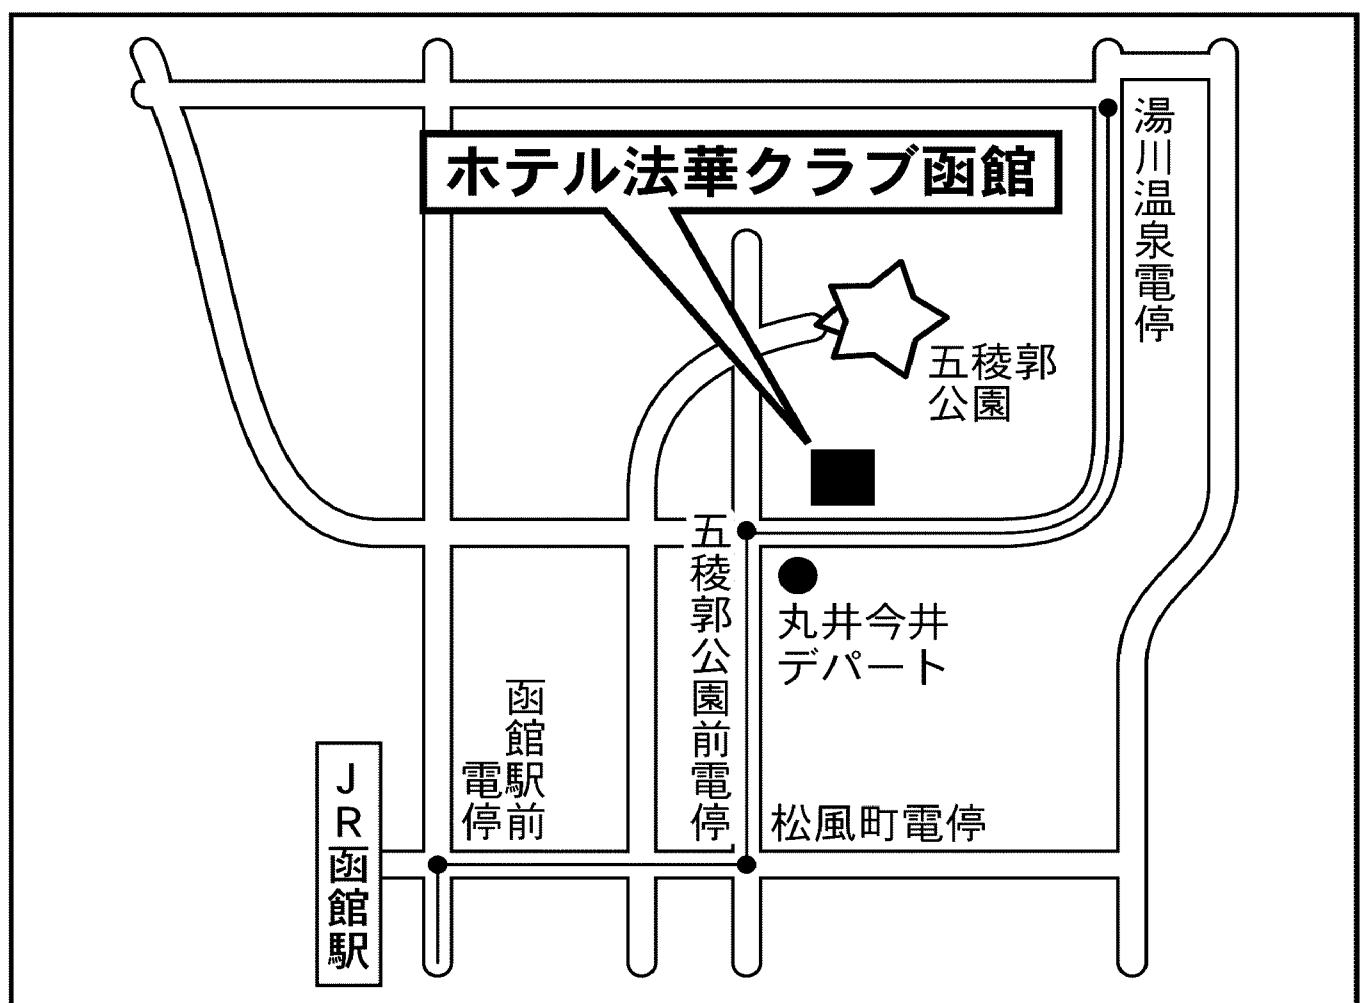 ホテル法華クラブ函館
湯川温泉電停
五稜郭
公園
五稜郭公園前電停
丸井今井
デパート
函館駅前
電停
松風町電停
JR函館駅